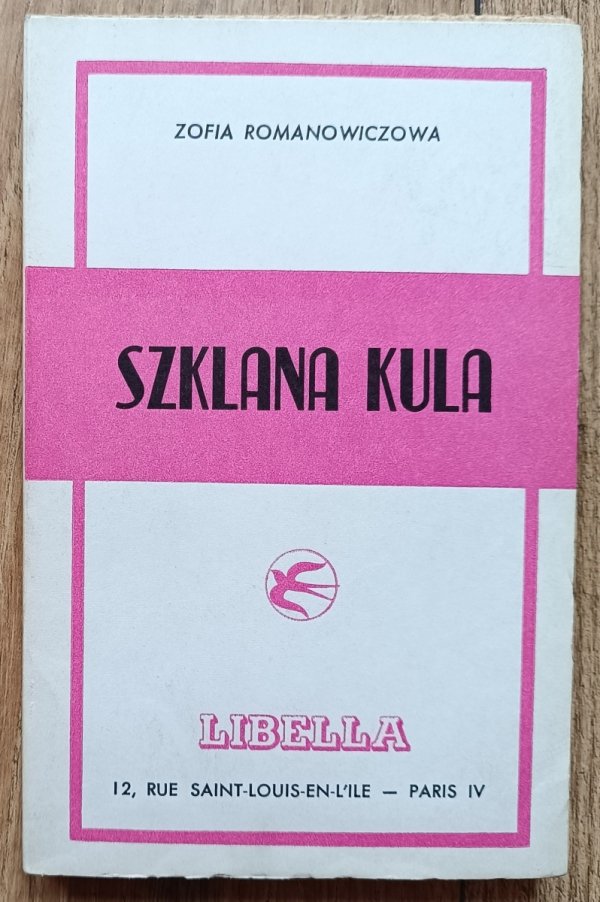 ZOFIA ROMANOWICZOWA
SZKLANA KULA
LIBELLA
12, RUE SAINT-LOUIS-EN-L'ILE — PARIS IV